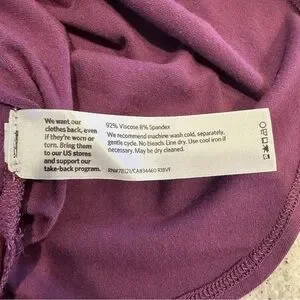 We want our
clothes back, even
if they're worn or
torn. Bring them
to our US stores
and support our
take-back program.
92% Viscose 8% Spandex
We recommend machine wash cold, separately,
gentle cycle. No bleach. Line dry. Use cool iron if
necessary. May be dry cleaned.